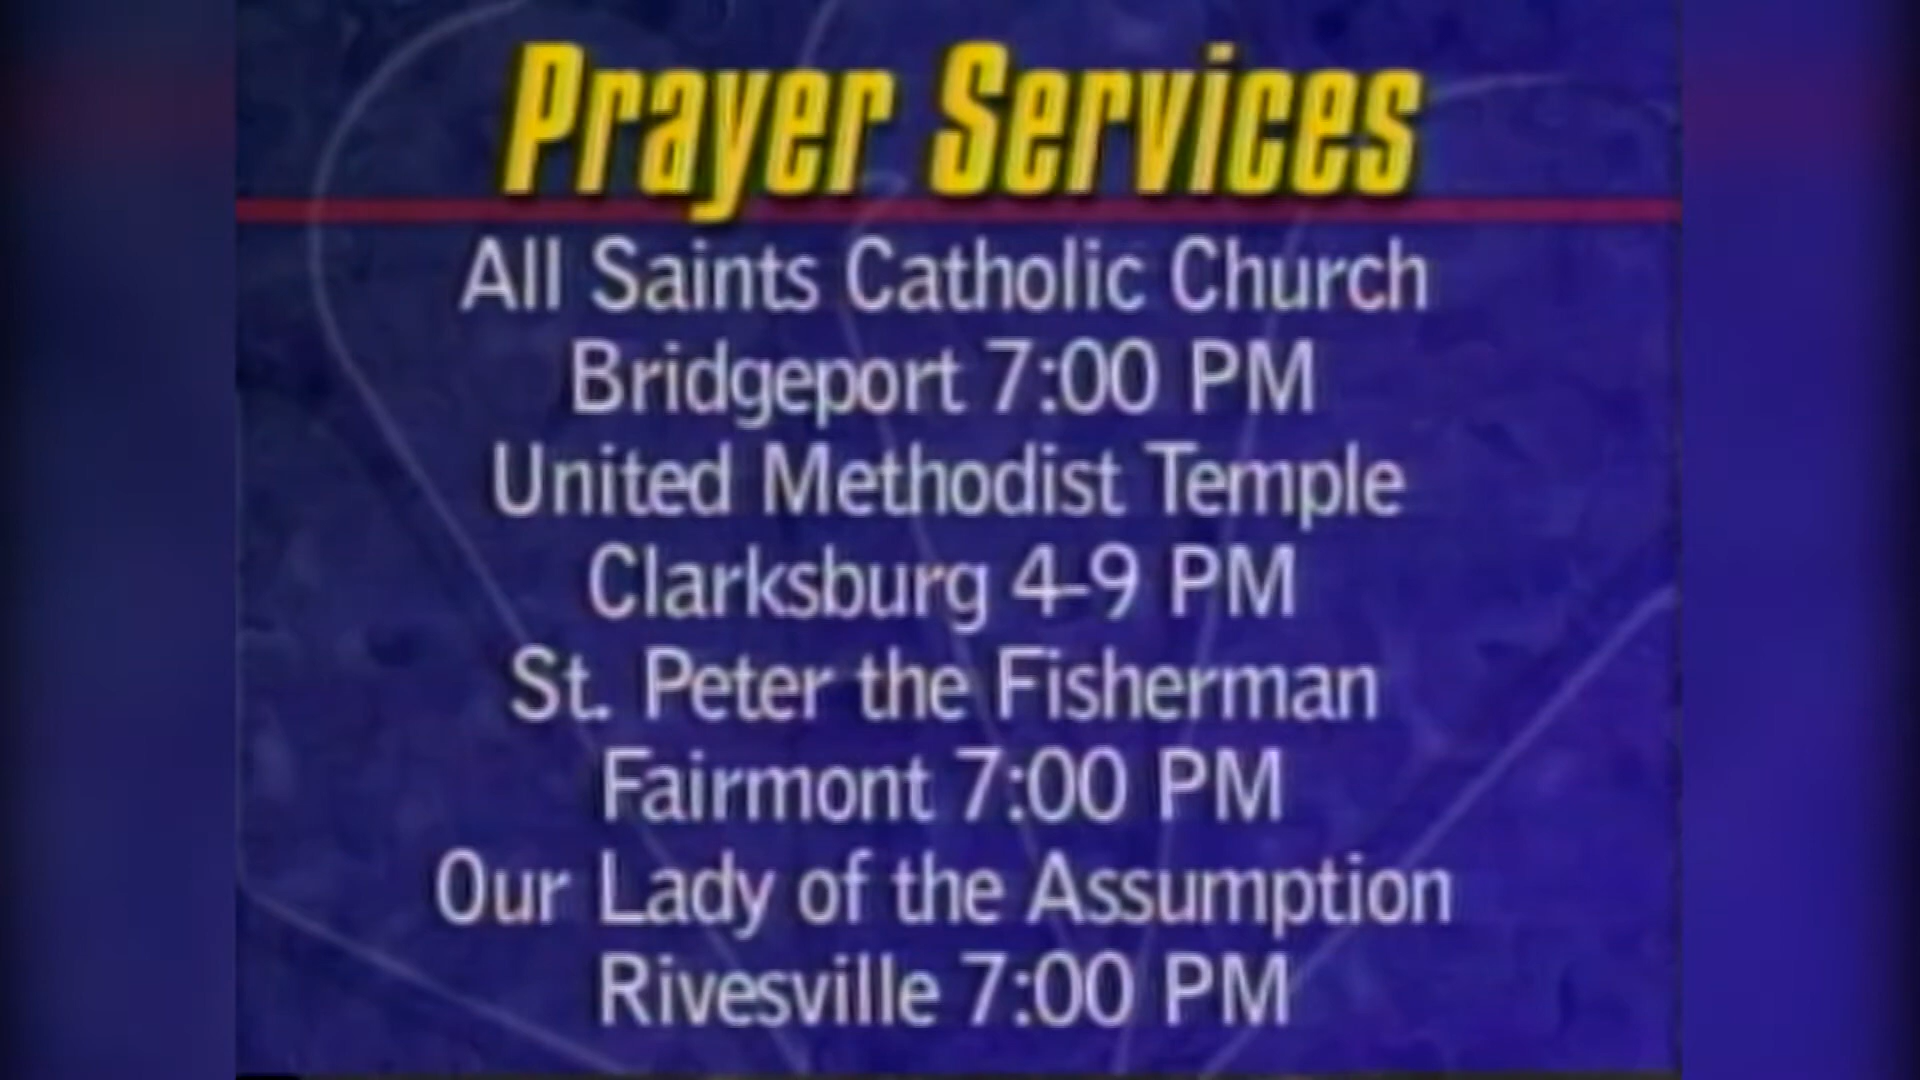 Prayer Services
All Saints Catholic Church
Bridgeport 7:00 PM
United Methodist Temple
Clarksburg 4-9 PM
St. Peter the Fisherman
Fairmont 7:00 PM
Our Lady of the Assumption
Rivesville 7:00 PM